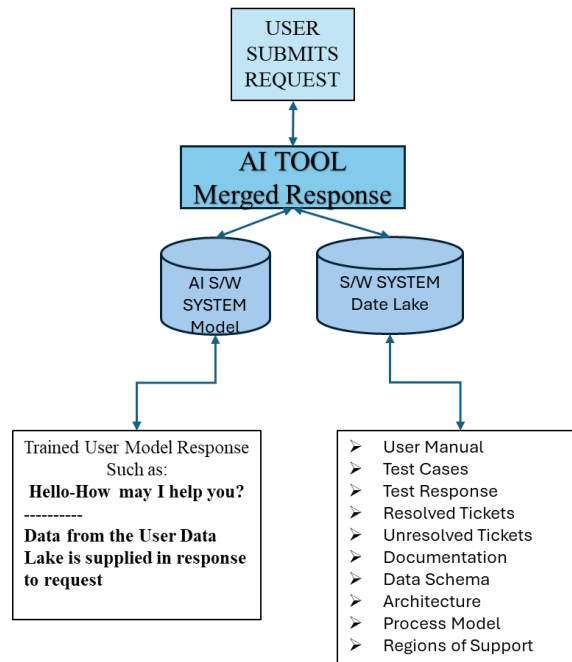 USER
SUBMITS
REQUEST
AI TOOL
Merged Response
AI S/W
SYSTEM
Model
S/W SYSTEM
Date Lake
Trained User Model Response
Such as:
Hello-How may I help you?
----------
Data from the User Data
Lake is supplied in response
to request
➢ User Manual
➢ Test Cases
➢ Test Response
➢ Resolved Tickets
➢ Unresolved Tickets
➢ Documentation
➢ Data Schema
➢ Architecture
➢ Process Model
➢ Regions of Support